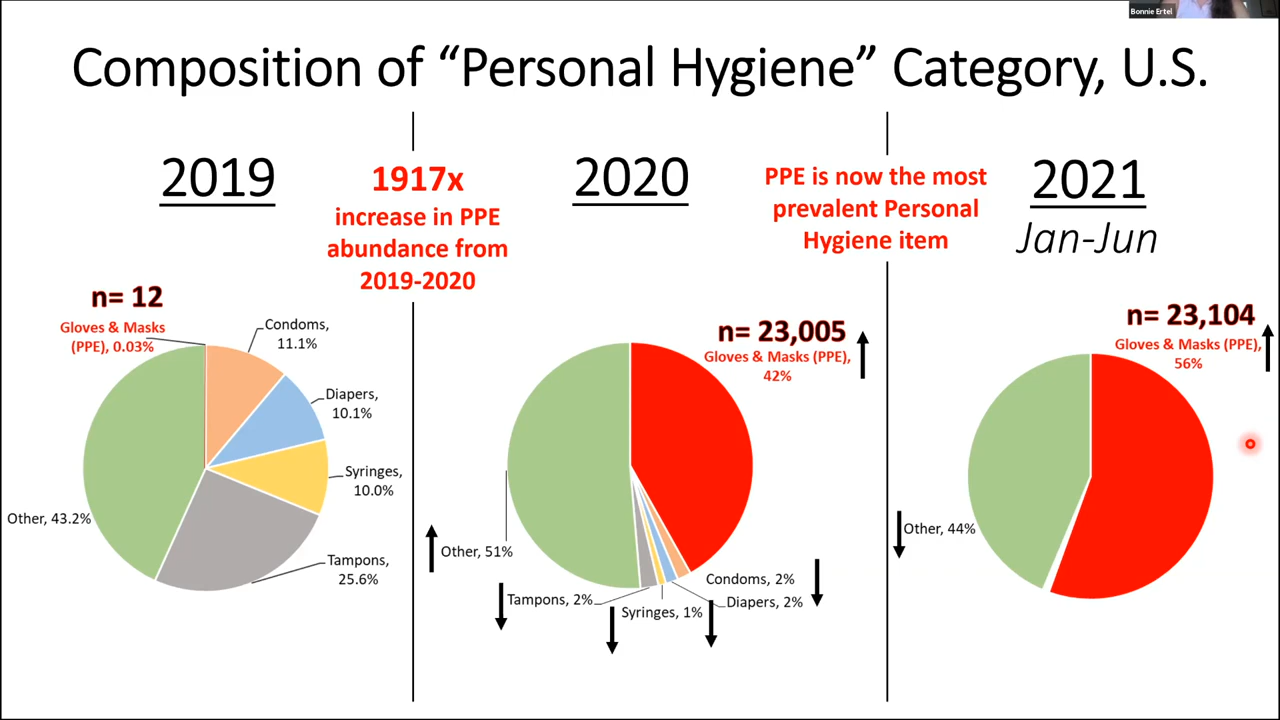 Bonnie Ertel
Composition of “Personal Hygiene” Category, U.S.
2019
1917x
increase in PPE
abundance from
2019-2020
2020
PPE is now the most
prevalent Personal
Hygiene item
2021
Jan-Jun
n= 12
Gloves & Masks
(PPE), 0.03%
Condoms,
11.1%
Diapers,
10.1%
Syringes,
10.0%
Tampons,
25.6%
Other, 43.2%
n= 23,005
Gloves & Masks (PPE),
42%
Other, 51%
Tampons, 2%
Syringes, 1%
Condoms, 2%
Diapers, 2%
n= 23,104
Gloves & Masks (PPE),
56%
Other, 44%